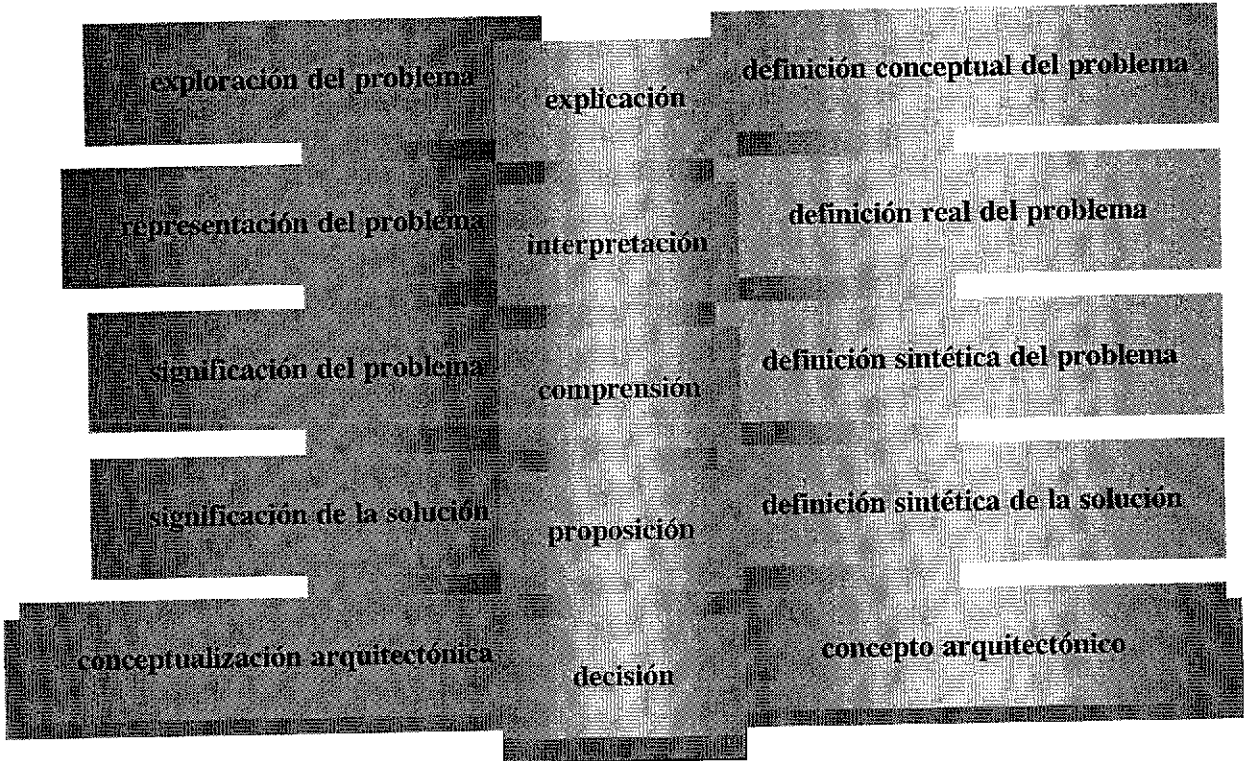 exploración del problema
explicación
definición conceptual del problema
representación del problema
interpretación
definición real del problema
significación del problema
comprensión
definición sintética del problema
significación de la solución
proposición
definición sintética de la solución
conceptualización arquitectónica
decisión
concepto arquitectónico